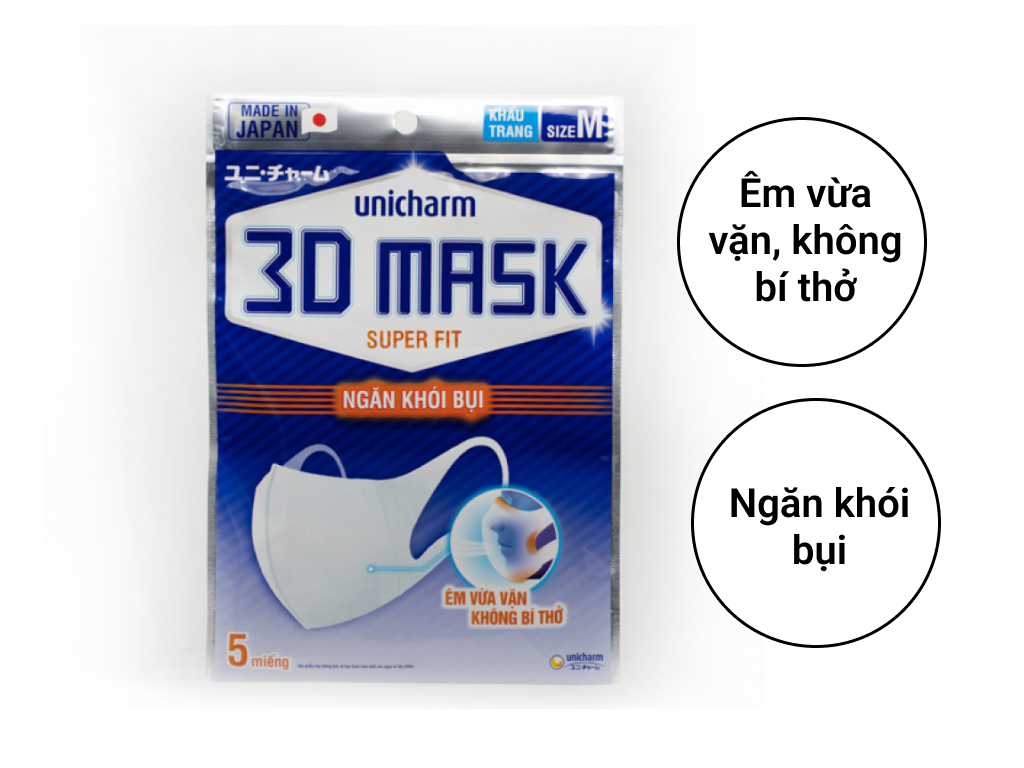 MADE IN
JAPAN
KHẨU
TRANG
SIZE M
ユニ・チャーム
unicharm
3D MASK
SUPER FIT
NGĂN KHÓI BỤI
ÊM VỪA VẶN
KHÔNG BÍ THỞ
5 miếng
unicharm
ユニ・チャーム
Êm vừa
vặn, không
bí thở
Ngăn khói
bụi